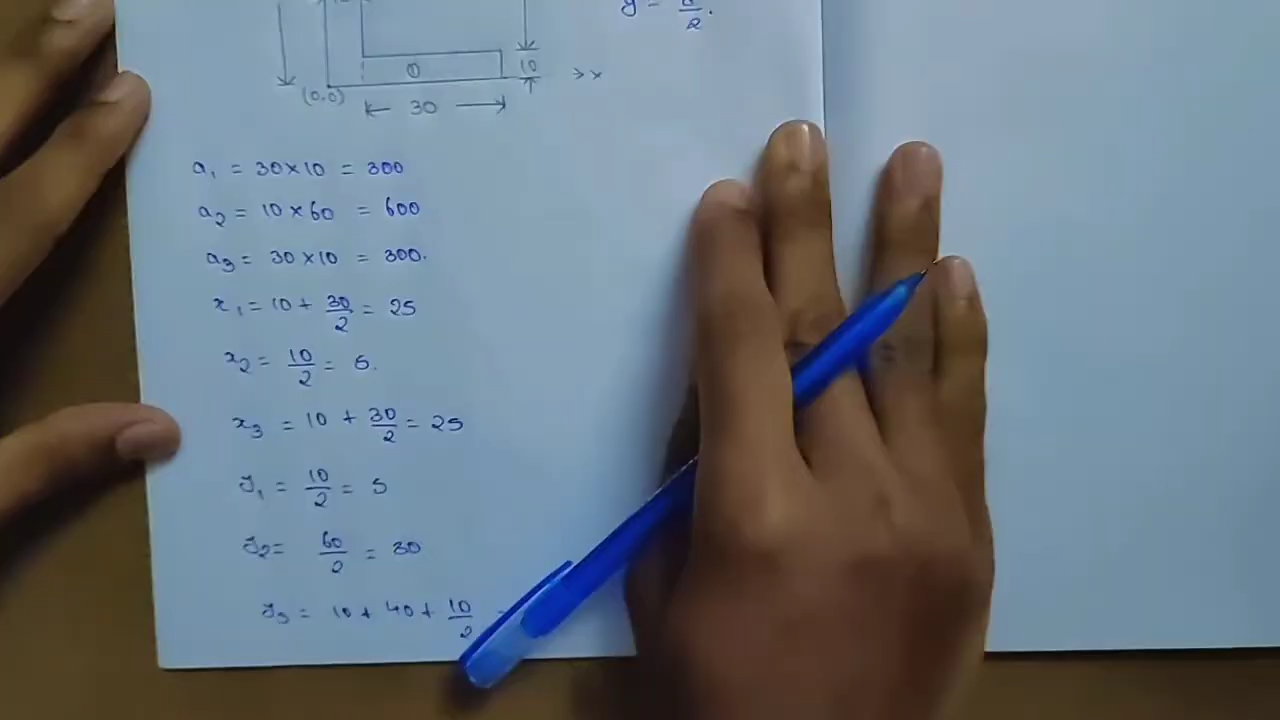 10
①
(0,0)
30
> x
a₁ = 30×10 = 300
a₂ = 10×60 = 600
a₃ = 30×10 = 300.
x₁ = 10 + 30/2 = 25
x₂ = 10/2 = 5.
x₃ = 10 + 30/2 = 25
y₁ = 10/2 = 5
y₂ = 60/2 = 30
y₃ = 10 + 40 + 10/2